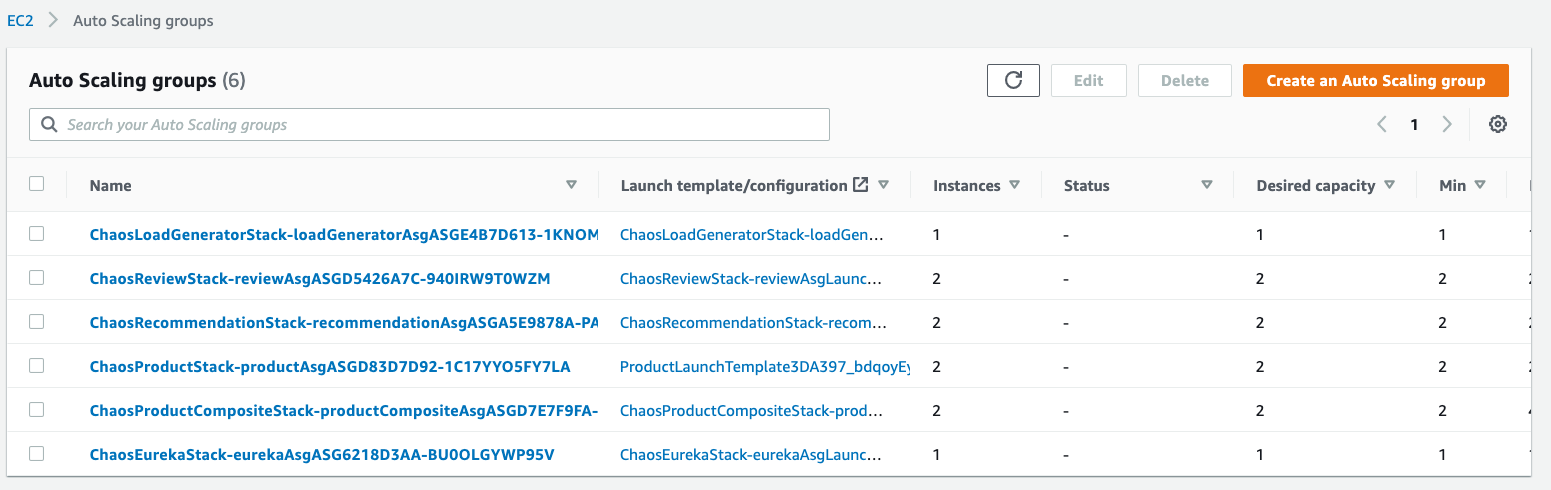 EC2 > Auto Scaling groups
Auto Scaling groups (6)
Edit Delete Create an Auto Scaling group
Search your Auto Scaling groups
1
Name Launch template/configuration Instances Status Desired capacity Min
ChaosLoadGeneratorStack-loadGeneratorAsgASGE4B7D613-1KNOM ChaosLoadGeneratorStack-loadGen... 1 - 1 1
ChaosReviewStack-reviewAsgASGD5426A7C-940IRW9T0WZM ChaosReviewStack-reviewAsgLaunc... 2 - 2 2
ChaosRecommendationStack-recommendationAsgASGA5E9878A-PA ChaosRecommendationStack-recom... 2 - 2 2
ChaosProductStack-productAsgASGD83D7D92-1C17YYO5FY7LA ProductLaunchTemplate3DA397_bdqoyEy 2 - 2 2
ChaosProductCompositeStack-productCompositeAsgASGD7E7F9FA- ChaosProductCompositeStack-prod... 2 - 2 2
ChaosEurekaStack-eurekaAsgASG6218D3AA-BU0OLGYWP95V ChaosEurekaStack-eurekaAsgLaunc... 1 - 1 1